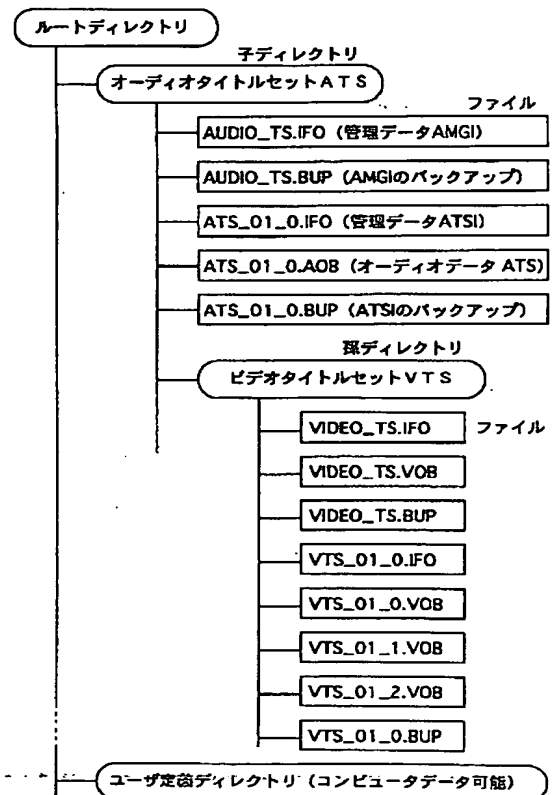 ルートディレクトリ
子ディレクトリ
オーディオタイトルセットATS
ファイル
AUDIO_TS.IFO (管理データAMGI)
AUDIO_TS.BUP (AMGIのバックアップ)
ATS_01_0.IFO (管理データATSI)
ATS_01_0.AOB (オーディオデータ ATS)
ATS_01_0.BUP (ATSIのバックアップ)
孫ディレクトリ
ビデオタイトルセットVTS
VIDEO_TS.IFO ファイル
VIDEO_TS.VOB
VIDEO_TS.BUP
VTS_01_0.IFO
VTS_01_0.VOB
VTS_01_1.VOB
VTS_01_2.VOB
VTS_01_0.BUP
ユーザ定義ディレクトリ (コンピュータデータ可能)